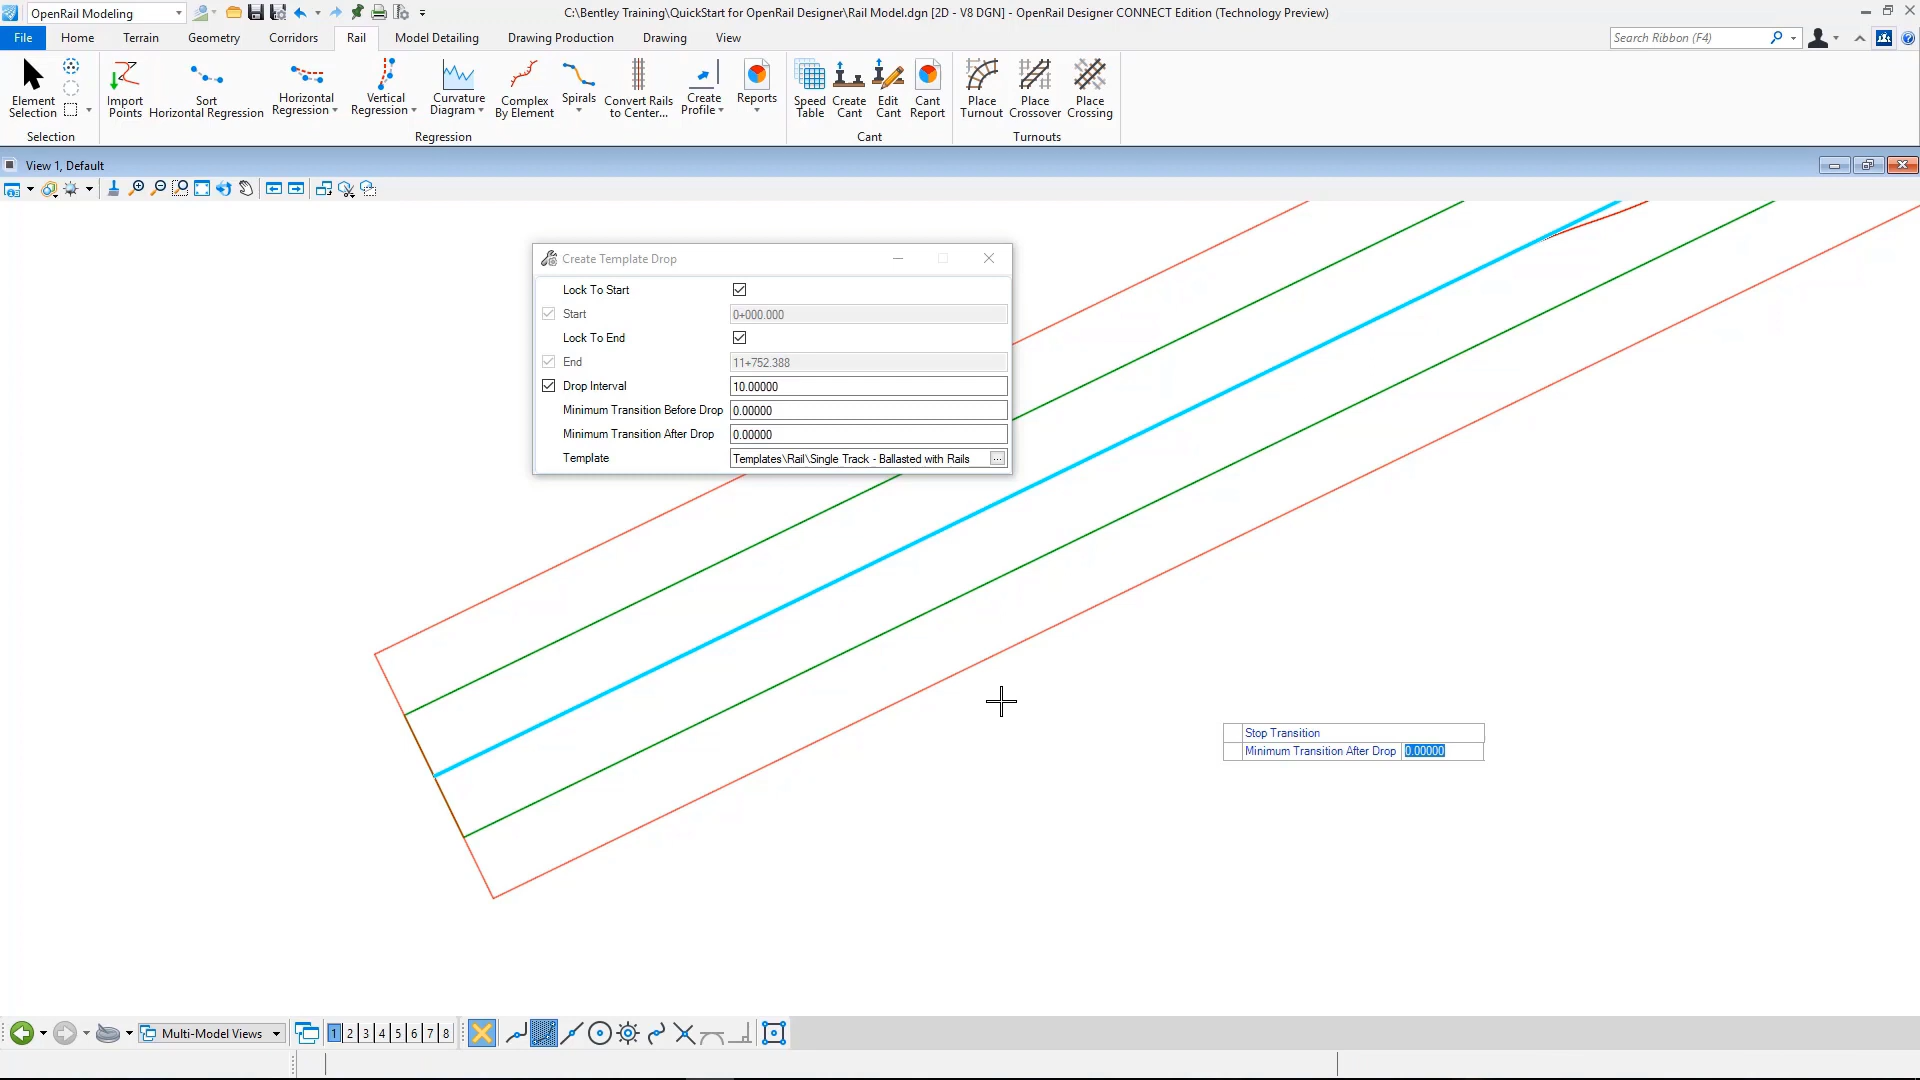 OpenRail Modeling
C:\Bentley Training\QuickStart for OpenRail Designer\Rail Model.dgn [2D - V8 DGN] - OpenRail Designer CONNECT Edition (Technology Preview)
File Home Terrain Geometry Corridors Rail Model Detailing Drawing Production Drawing View
Search Ribbon (F4)
Element Selection
Import Points
Sort Horizontal Regression
Horizontal Regression
Vertical Regression
Curvature Diagram
Complex By Element
Spirals
Convert Rails to Center...
Create Profile
Reports
Speed Table
Create Cant
Edit Cant
Cant Report
Place Turnout
Place Crossover
Place Crossing
Selection Regression Cant Turnouts
View 1, Default
Create Template Drop
Lock To Start
Start 0+000.000
Lock To End
End 11+752.388
Drop Interval 10.00000
Minimum Transition Before Drop 0.00000
Minimum Transition After Drop 0.00000
Template Templates\Rail\Single Track - Ballasted with Rails ...
Stop Transition
Minimum Transition After Drop 0.00000
Multi-Model Views 1 2 3 4 5 6 7 8